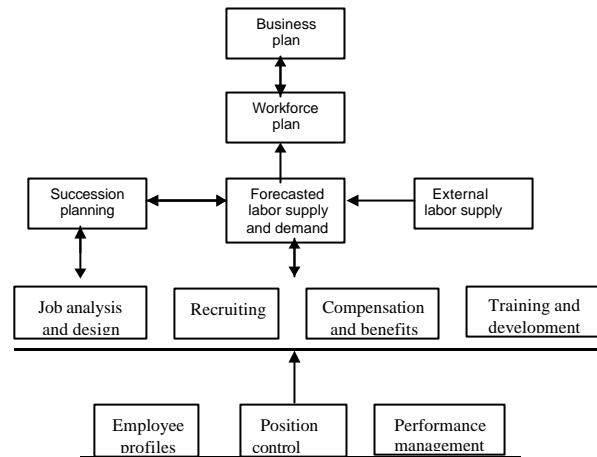 Business
plan
Workforce
plan
Succession
planning
Forecasted
labor supply
and demand
External
labor supply
Job analysis
and design
Recruiting
Compensation
and benefits
Training and
development
Employee
profiles
Position
control
Performance
management